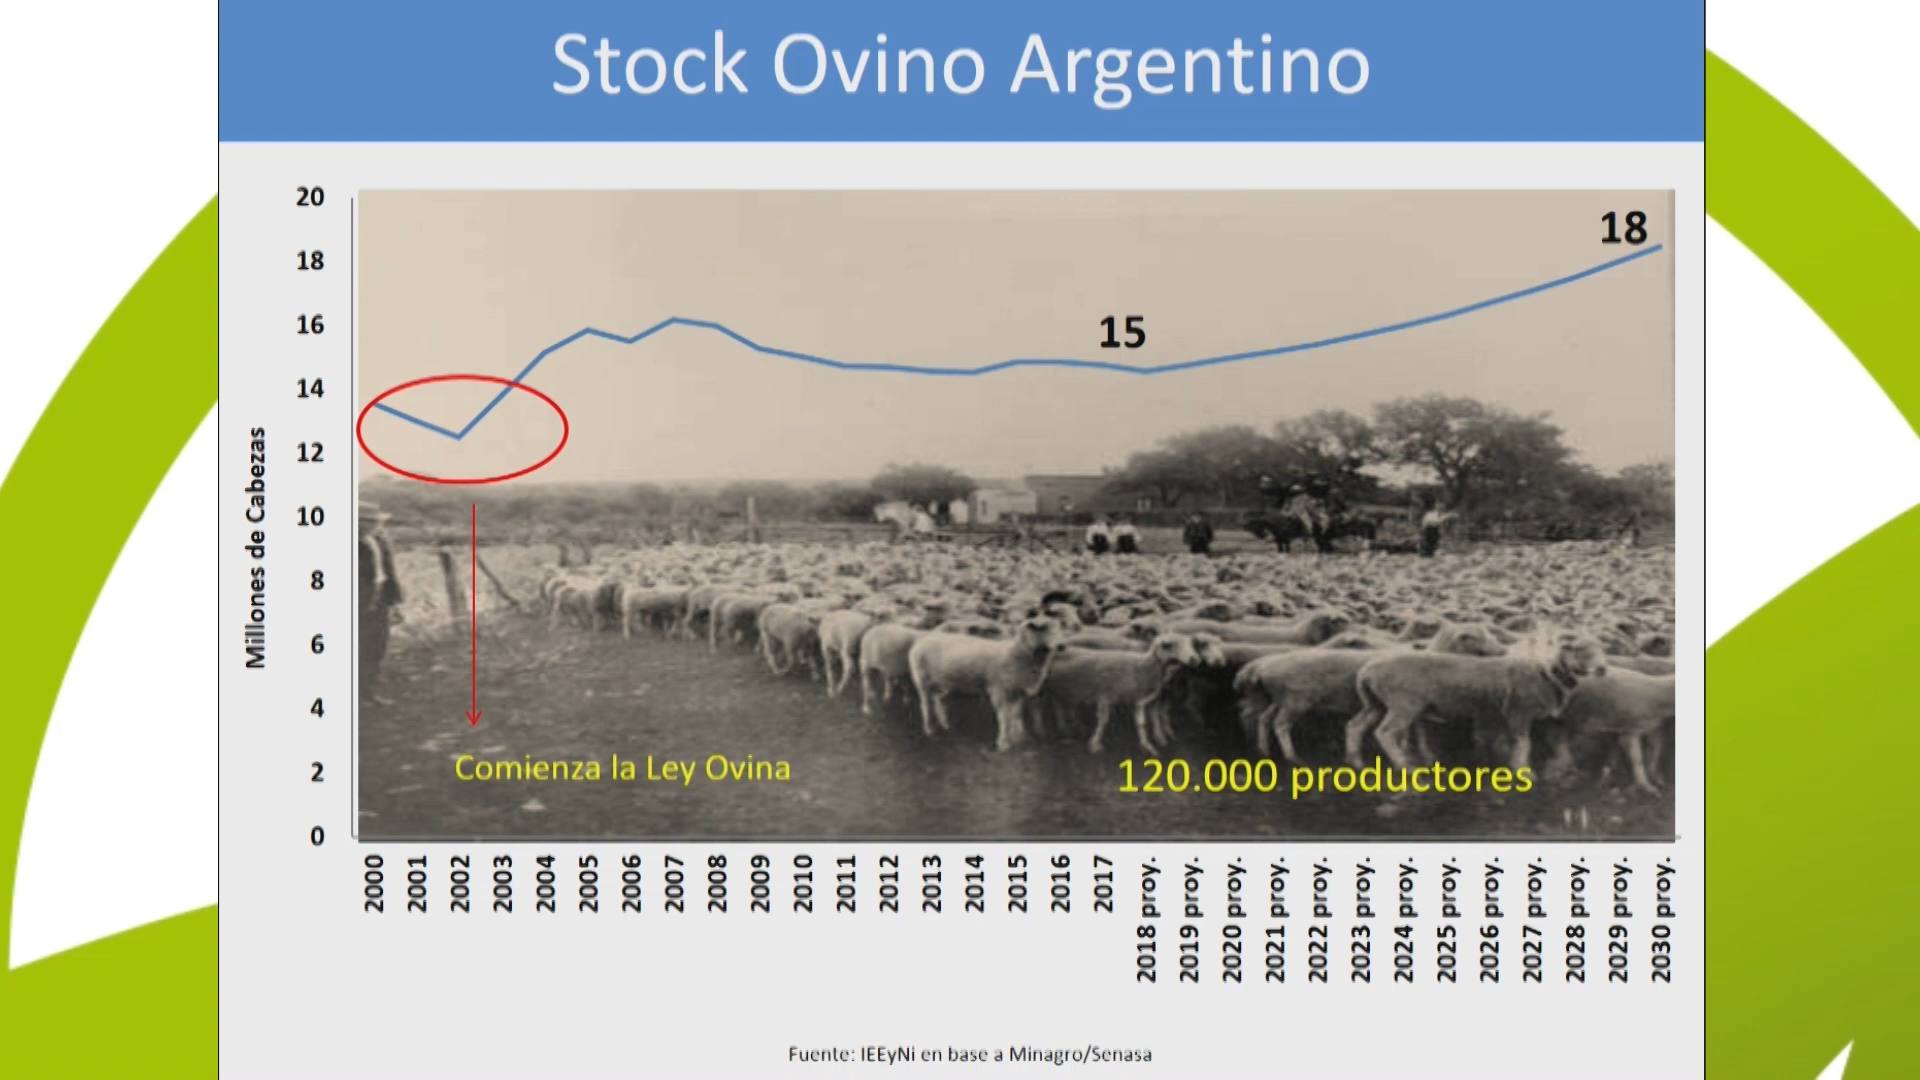 Stock Ovino Argentino
20
18
16
14
12
10
8
6
4
2
0
Millones de Cabezas
18
15
Comienza la Ley Ovina
120.000 productores
2000
2001
2002
2003
2004
2005
2006
2007
2008
2009
2010
2011
2012
2013
2014
2015
2016
2017
2018 proy.
2019 proy.
2020 proy.
2021 proy.
2022 proy.
2023 proy.
2024 proy.
2025 proy.
2026 proy.
2027 proy.
2028 proy.
2029 proy.
2030 proy.
Fuente: IEEyNi en base a Minagro/Senasa